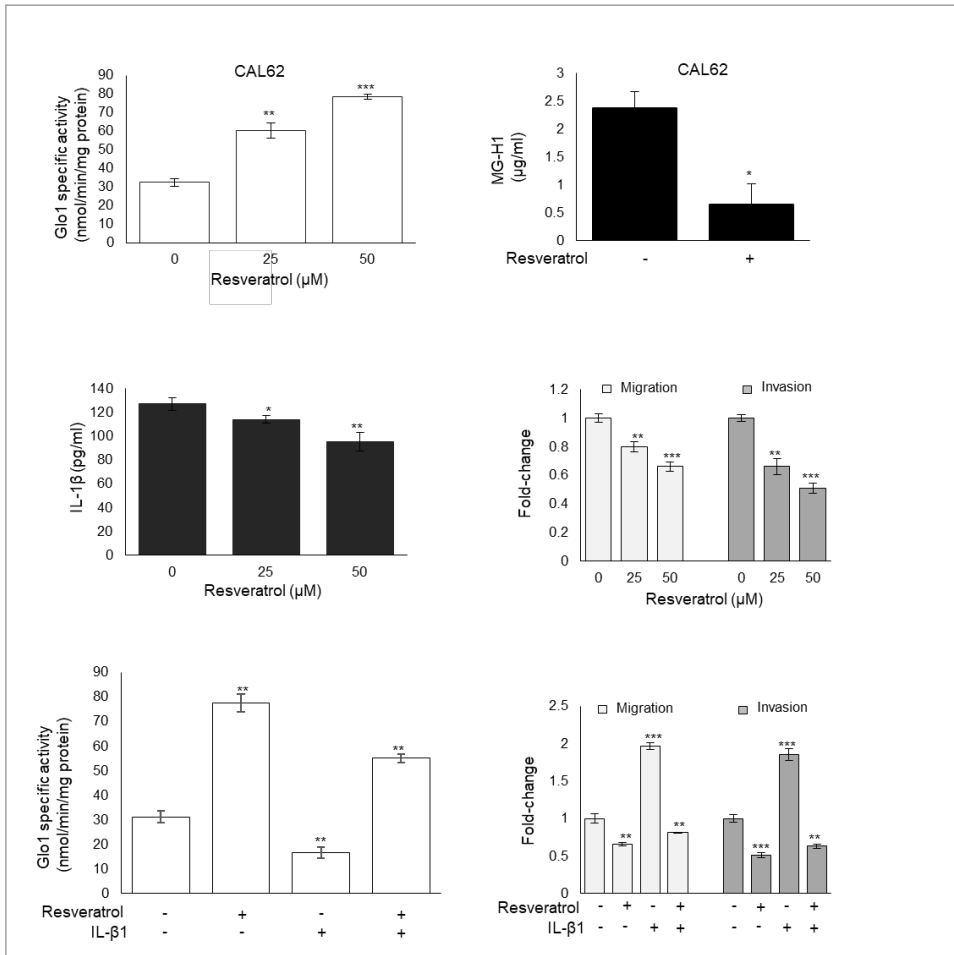 CAL62
Glo1 specific activity
(nmol/min/mg protein)
90
80
70
60
50
40
30
20
10
0
**
***
0 25 50
Resveratrol (µM)
CAL62
MG-H1
(µg/ml)
3
2.5
2
1.5
1
0.5
0
*
Resveratrol - +
IL-1β (pg/ml)
140
120
100
80
60
40
20
0
*
**
0 25 50
Resveratrol (µM)
Fold-change
1.2
1
0.8
0.6
0.4
0.2
0
Migration Invasion
** *** ** ***
0 25 50 0 25 50
Resveratrol (µM)
Glo1 specific activity
(nmol/min/mg protein)
90
80
70
60
50
40
30
20
10
0
** ** **
Resveratrol - + - +
IL-β1 - - + +
Fold-change
2.5
2
1.5
1
0.5
0
Migration Invasion
** *** ** *** *** **
Resveratrol - + - + - + - +
IL-β1 - - + + - - + +